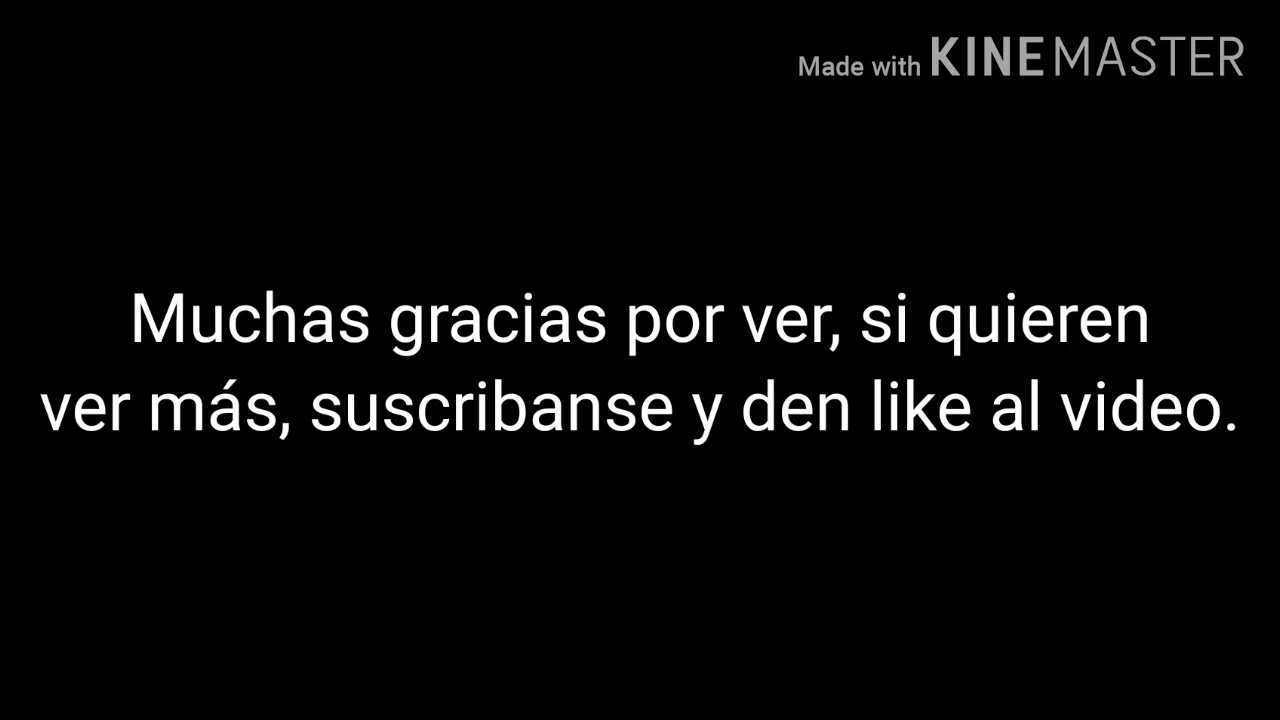 Made with KINEMASTER
Muchas gracias por ver, si quieren
ver más, suscribanse y den like al video.